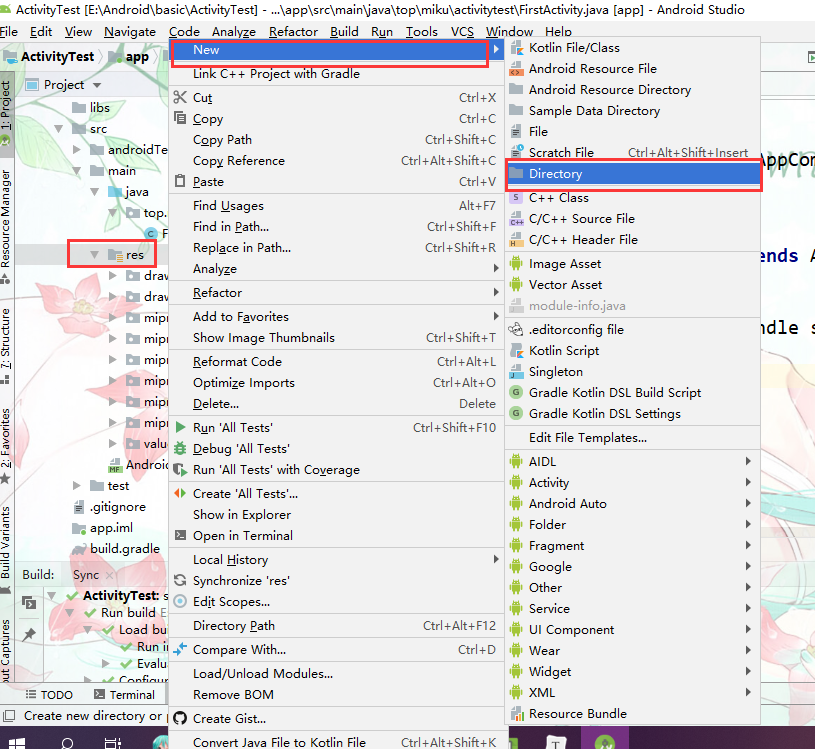 ActivityTest [E:\Android\basic\ActivityTest] - ...\app\src\main\java\top\miku\activitytest\FirstActivity.java [app] - Android Studio
File Edit View Navigate Code Analyze Refactor Build Run Tools VCS Window Help
ActivityTest app
1: Project
Resource Manager
7: Structure
2: Favorites
Build Variants
Project
libs
src
androidTe
main
java
top.
res
draw
draw
mipr
mipr
mipr
mipr
mipr
mipr
valu
Android
test
.gitignore
app.iml
build.gradle
Build: Sync
ActivityTest: s
Run build E
Load bu
Run in
Evalua
Configur
TODO Terminal
Create new directory or
New
Link C++ Project with Gradle
Cut Ctrl+X
Copy Ctrl+C
Copy Path Ctrl+Shift+C
Copy Reference Ctrl+Alt+Shift+C
Paste Ctrl+V
Find Usages Alt+F7
Find in Path... Ctrl+Shift+F
Replace in Path... Ctrl+Shift+R
Analyze
Refactor
Add to Favorites
Show Image Thumbnails Ctrl+Shift+T
Reformat Code Ctrl+Alt+L
Optimize Imports Ctrl+Alt+O
Delete... Delete
Run 'All Tests' Ctrl+Shift+F10
Debug 'All Tests'
Run 'All Tests' with Coverage
Create 'All Tests'...
Show in Explorer
Open in Terminal
Local History
Synchronize 'res'
Edit Scopes...
Directory Path Ctrl+Alt+F12
Compare With... Ctrl+D
Load/Unload Modules...
Remove BOM
Create Gist...
Convert Java File to Kotlin File Ctrl+Alt+Shift+K
Kotlin File/Class
Android Resource File
Android Resource Directory
Sample Data Directory
File
Scratch File Ctrl+Alt+Shift+Insert
Directory
C++ Class
C/C++ Source File
C/C++ Header File
Image Asset
Vector Asset
module-info.java
.editorconfig file
Kotlin Script
Singleton
Gradle Kotlin DSL Build Script
Gradle Kotlin DSL Settings
Edit File Templates...
AIDL
Activity
Android Auto
Folder
Fragment
Google
Other
Service
UI Component
Wear
Widget
XML
Resource Bundle
AppCom
ends A
ndle s